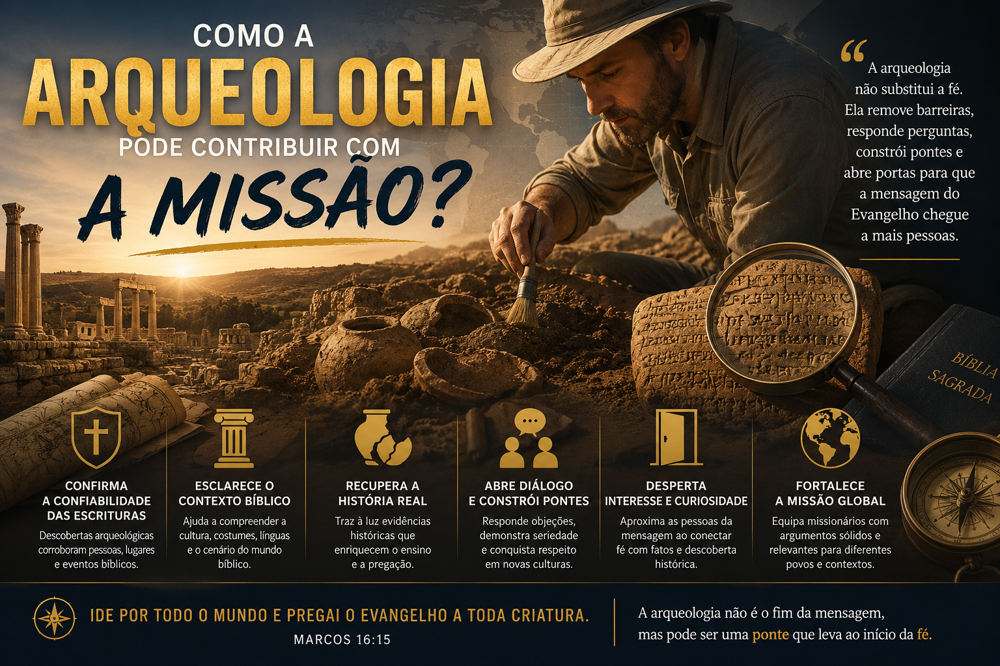 COMO A
ARQUEOLOGIA
PODE CONTRIBUIR COM
A MISSÃO?
“
A arqueologia
não substitui a fé.
Ela remove barreiras,
responde perguntas,
constrói pontes e
abre portas para que
a mensagem do
Evangelho chegue
a mais pessoas.
BÍBLIA
SAGRADA
CONFIRMA
A CONFIABILIDADE
DAS ESCRITURAS
Descobertas arqueológicas
corroboram pessoas, lugares
e eventos bíblicos.
ESCLARECE O
CONTEXTO BÍBLICO
Ajuda a compreender a
cultura, costumes, línguas
e o cenário do mundo
bíblico.
RECUPERA A
HISTÓRIA REAL
Traz à luz evidências
históricas que
enriquecem o ensino
e a pregação.
ABRE DIÁLOGO
E CONSTRÓI PONTES
Responde objeções,
demonstra seriedade
e conquista respeito
em novas culturas.
DESPERTA
INTERESSE E CURIOSIDADE
Aproxima as pessoas da
mensagem ao conectar
fé com fatos e descoberta
histórica.
FORTALECE
A MISSÃO GLOBAL
Equipa missionários com
argumentos sólidos e
relevantes para diferentes
povos e contextos.
IDE POR TODO O MUNDO E PREGAI O EVANGELHO A TODA CRIATURA.
MARCOS 16:15
A arqueologia não é o fim da mensagem,
mas pode ser uma ponte que leva ao início da fé.